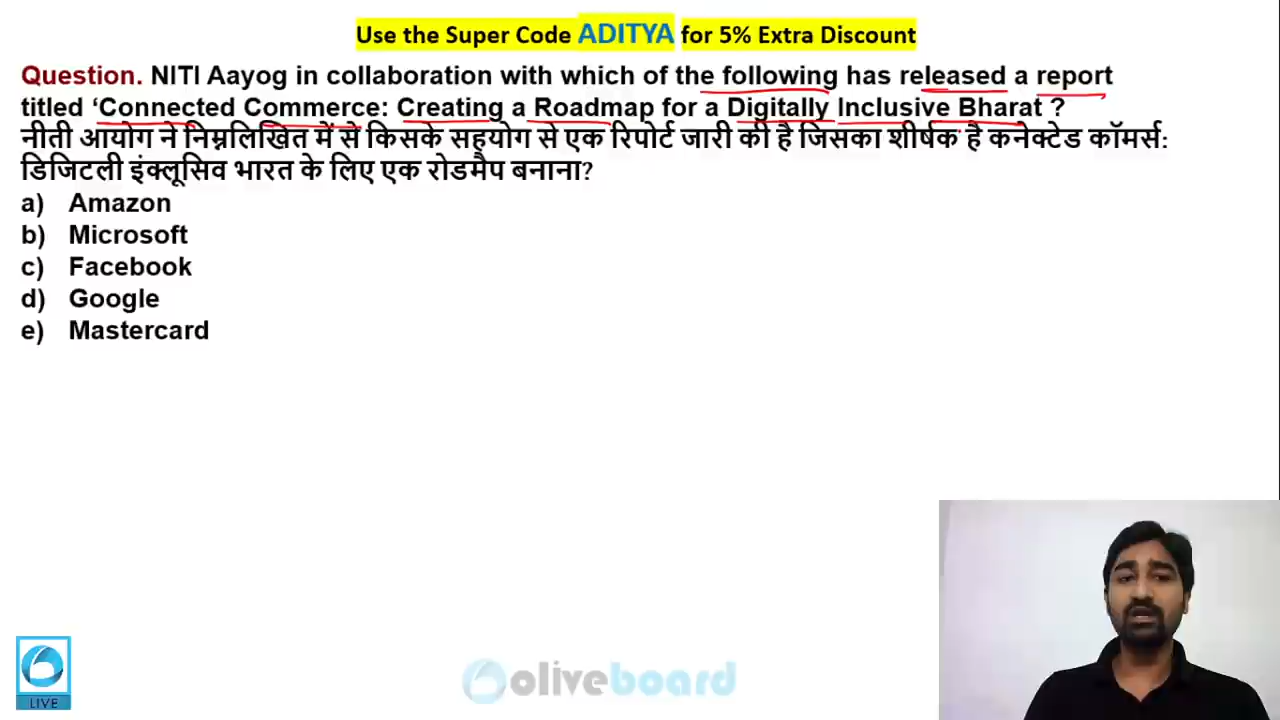 Use the Super Code ADITYA for 5% Extra Discount
Question. NITI Aayog in collaboration with which of the following has released a report
titled ‘Connected Commerce: Creating a Roadmap for a Digitally Inclusive Bharat ?
नीती आयोग ने निम्नलिखित में से किसके सहयोग से एक रिपोर्ट जारी की है जिसका शीर्षक है कनेक्टेड कॉमर्स:
डिजिटली इंक्लूसिव भारत के लिए एक रोडमैप बनाना?
a) Amazon
b) Microsoft
c) Facebook
d) Google
e) Mastercard
LIVE
oliveboard